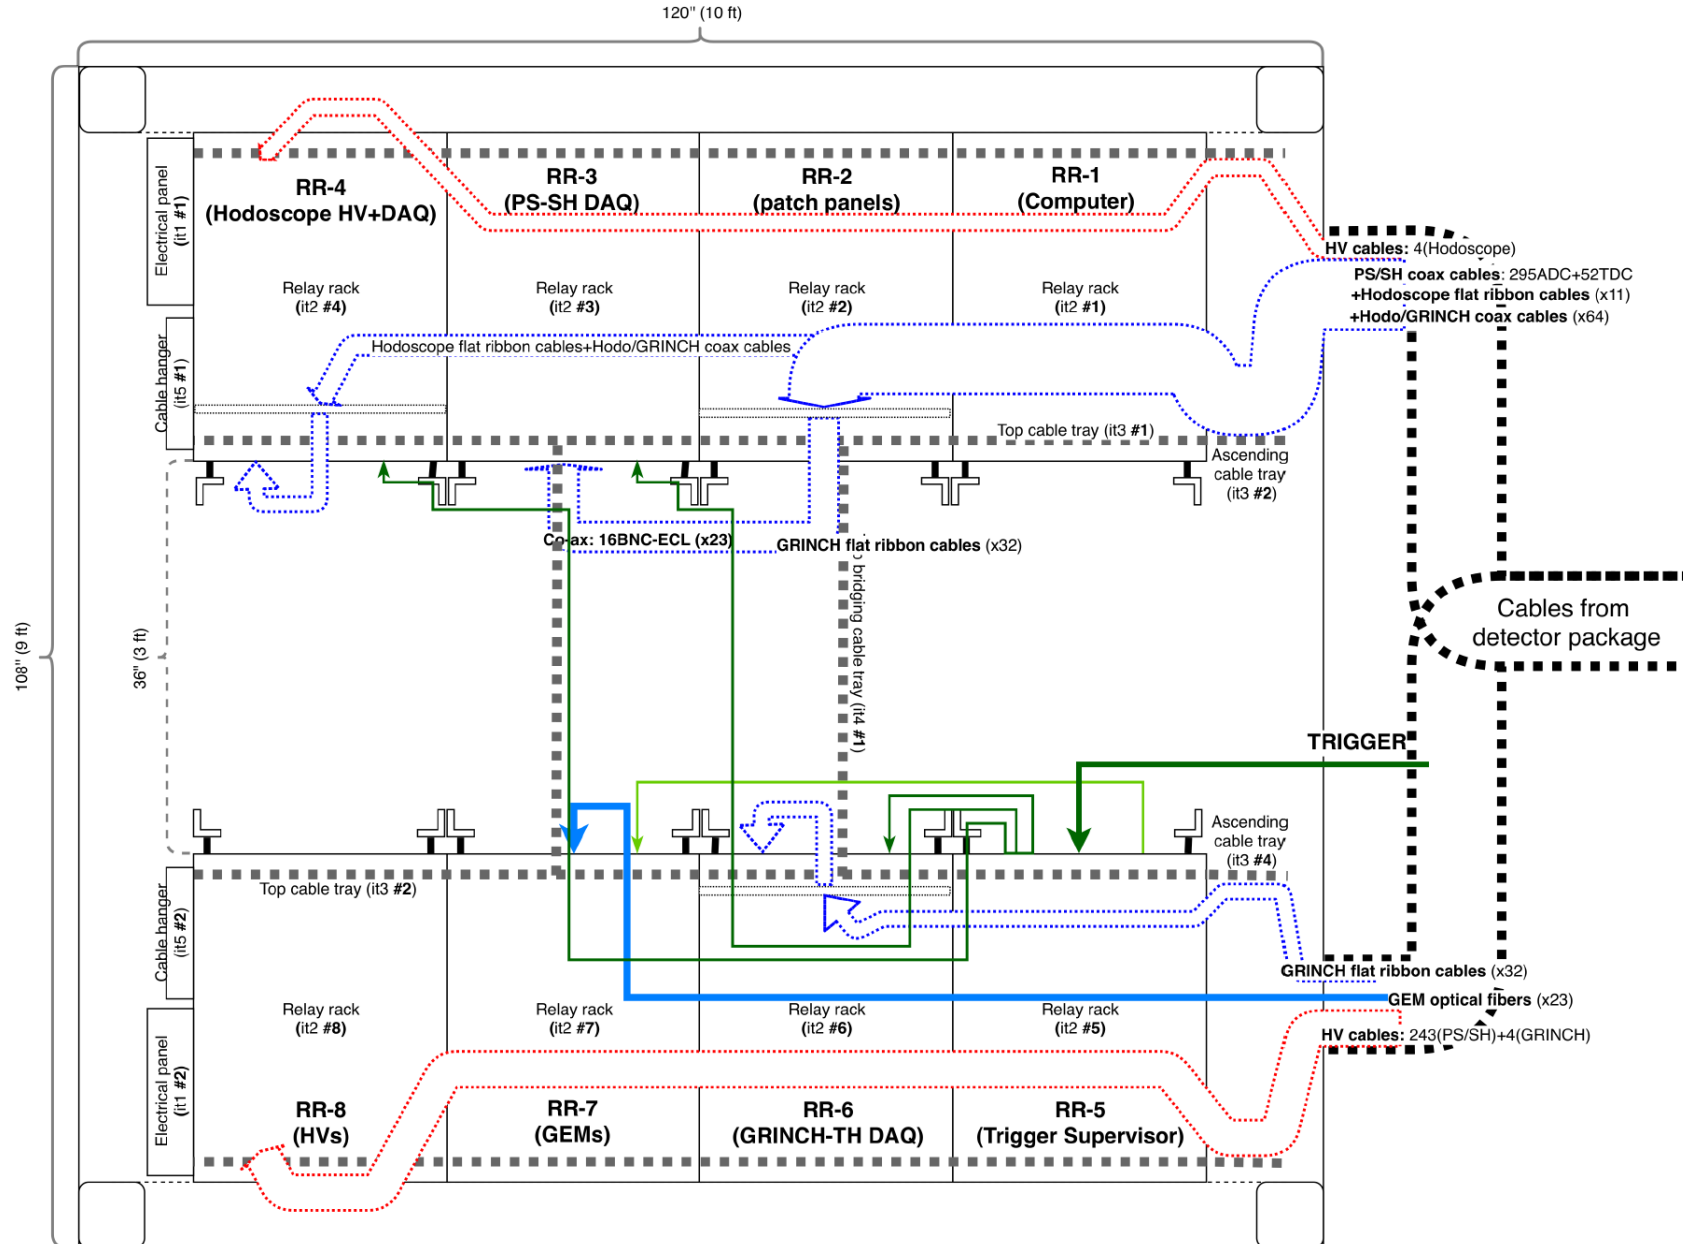 120" (10 ft)
108" (9 ft)
36" (3 ft)
Electrical panel
(it1 #1)
Cable hanger
(it5 #1)
RR-4
(Hodoscope HV+DAQ)
RR-3
(PS-SH DAQ)
RR-2
(patch panels)
RR-1
(Computer)
Relay rack
(it2 #4)
Relay rack
(it2 #3)
Relay rack
(it2 #2)
Relay rack
(it2 #1)
HV cables: 4(Hodoscope)
PS/SH coax cables: 295ADC+52TDC
+Hodoscope flat ribbon cables (x11)
+Hodo/GRINCH coax cables (x64)
Hodoscope flat ribbon cables+Hodo/GRINCH coax cables
Top cable tray (it3 #1)
Ascending
cable tray
(it3 #2)
Co-ax: 16BNC-ECL (x23)
GRINCH flat ribbon cables (x32)
bridging cable tray (it4 #1)
Cables from
detector package
TRIGGER
Ascending
cable tray
(it3 #4)
Top cable tray (it3 #2)
Cable hanger
(it5 #2)
Electrical panel
(it1 #2)
GRINCH flat ribbon cables (x32)
GEM optical fibers (x23)
HV cables: 243(PS/SH)+4(GRINCH)
Relay rack
(it2 #8)
Relay rack
(it2 #7)
Relay rack
(it2 #6)
Relay rack
(it2 #5)
RR-8
(HVs)
RR-7
(GEMs)
RR-6
(GRINCH-TH DAQ)
RR-5
(Trigger Supervisor)